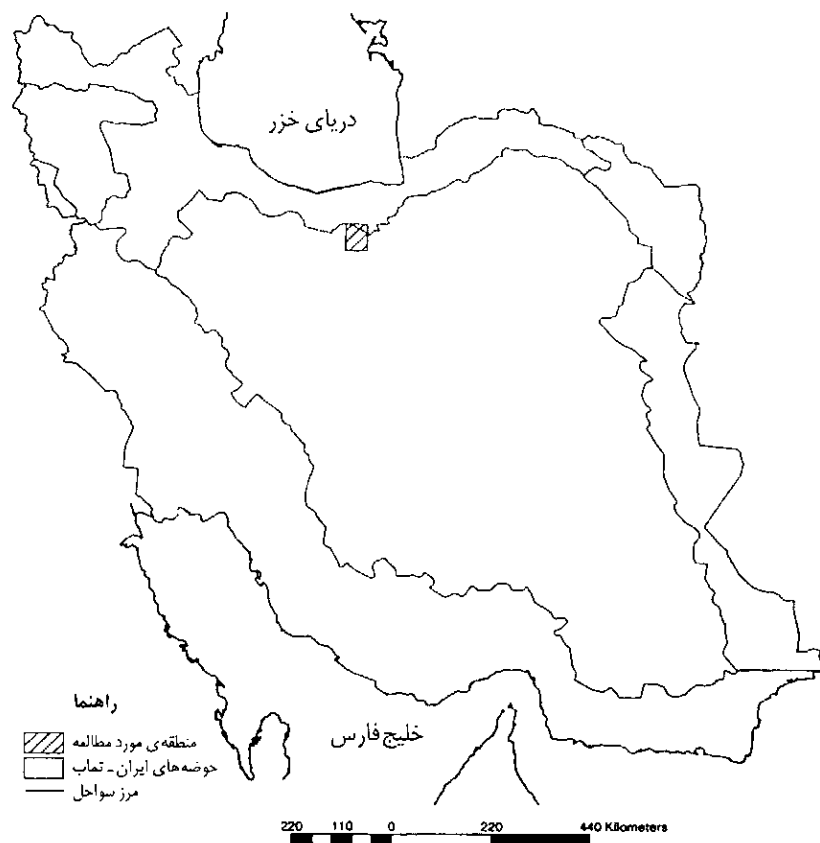 دریای خزر
خلیج فارس
راهنما
منطقه‌ی مورد مطالعه
حوضه‌های ایران - تماب
مرز سواحل
220 110 0 220 440 Kilometers